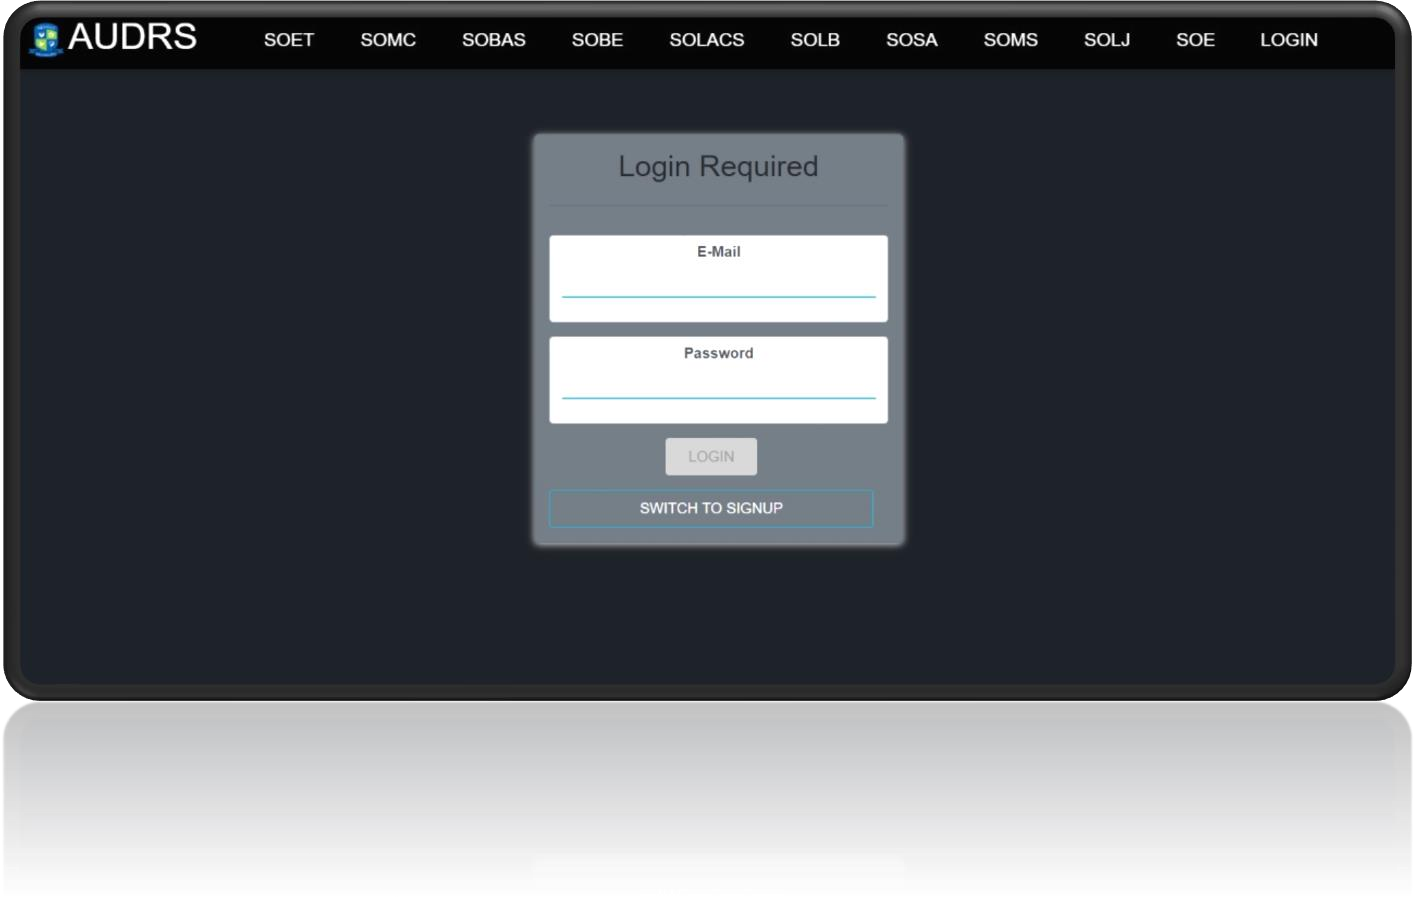 AUDRS SOET SOMC SOBAS SOBE SOLACS SOLB SOSA SOMS SOLJ SOE LOGIN
Login Required
E-Mail
Password
LOGIN
SWITCH TO SIGNUP